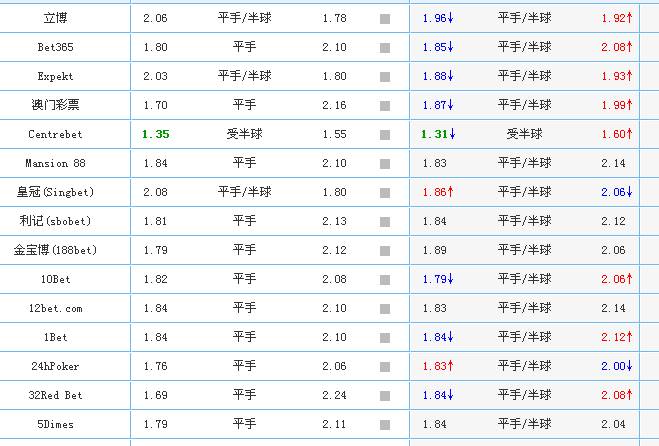 立博 2.06 平手/半球 1.78 1.96↓ 平手/半球 1.92↑
Bet365 1.80 平手 2.10 1.85↓ 平手/半球 2.08↑
Expekt 2.03 平手/半球 1.80 1.88↓ 平手/半球 1.93↑
澳门彩票 1.70 平手 2.16 1.87↓ 平手/半球 1.99↑
Centrebet 1.35 受半球 1.55 1.31↓ 受半球 1.60↑
Mansion 88 1.84 平手 2.10 1.83 平手/半球 2.14
皇冠(Singbet) 2.08 平手/半球 1.80 1.86↑ 平手/半球 2.06↓
利记(sbobet) 1.81 平手 2.13 1.84 平手/半球 2.12
金宝博(188bet) 1.79 平手 2.12 1.89 平手/半球 2.06
10Bet 1.82 平手 2.08 1.79↓ 平手/半球 2.06↑
12bet.com 1.84 平手 2.10 1.83 平手/半球 2.14
1Bet 1.84 平手 2.10 1.84↓ 平手/半球 2.12↑
24hPoker 1.76 平手 2.06 1.83↑ 平手/半球 2.00↓
32Red Bet 1.69 平手 2.24 1.84↓ 平手/半球 2.08↑
5Dimes 1.79 平手 2.11 1.84 平手/半球 2.04